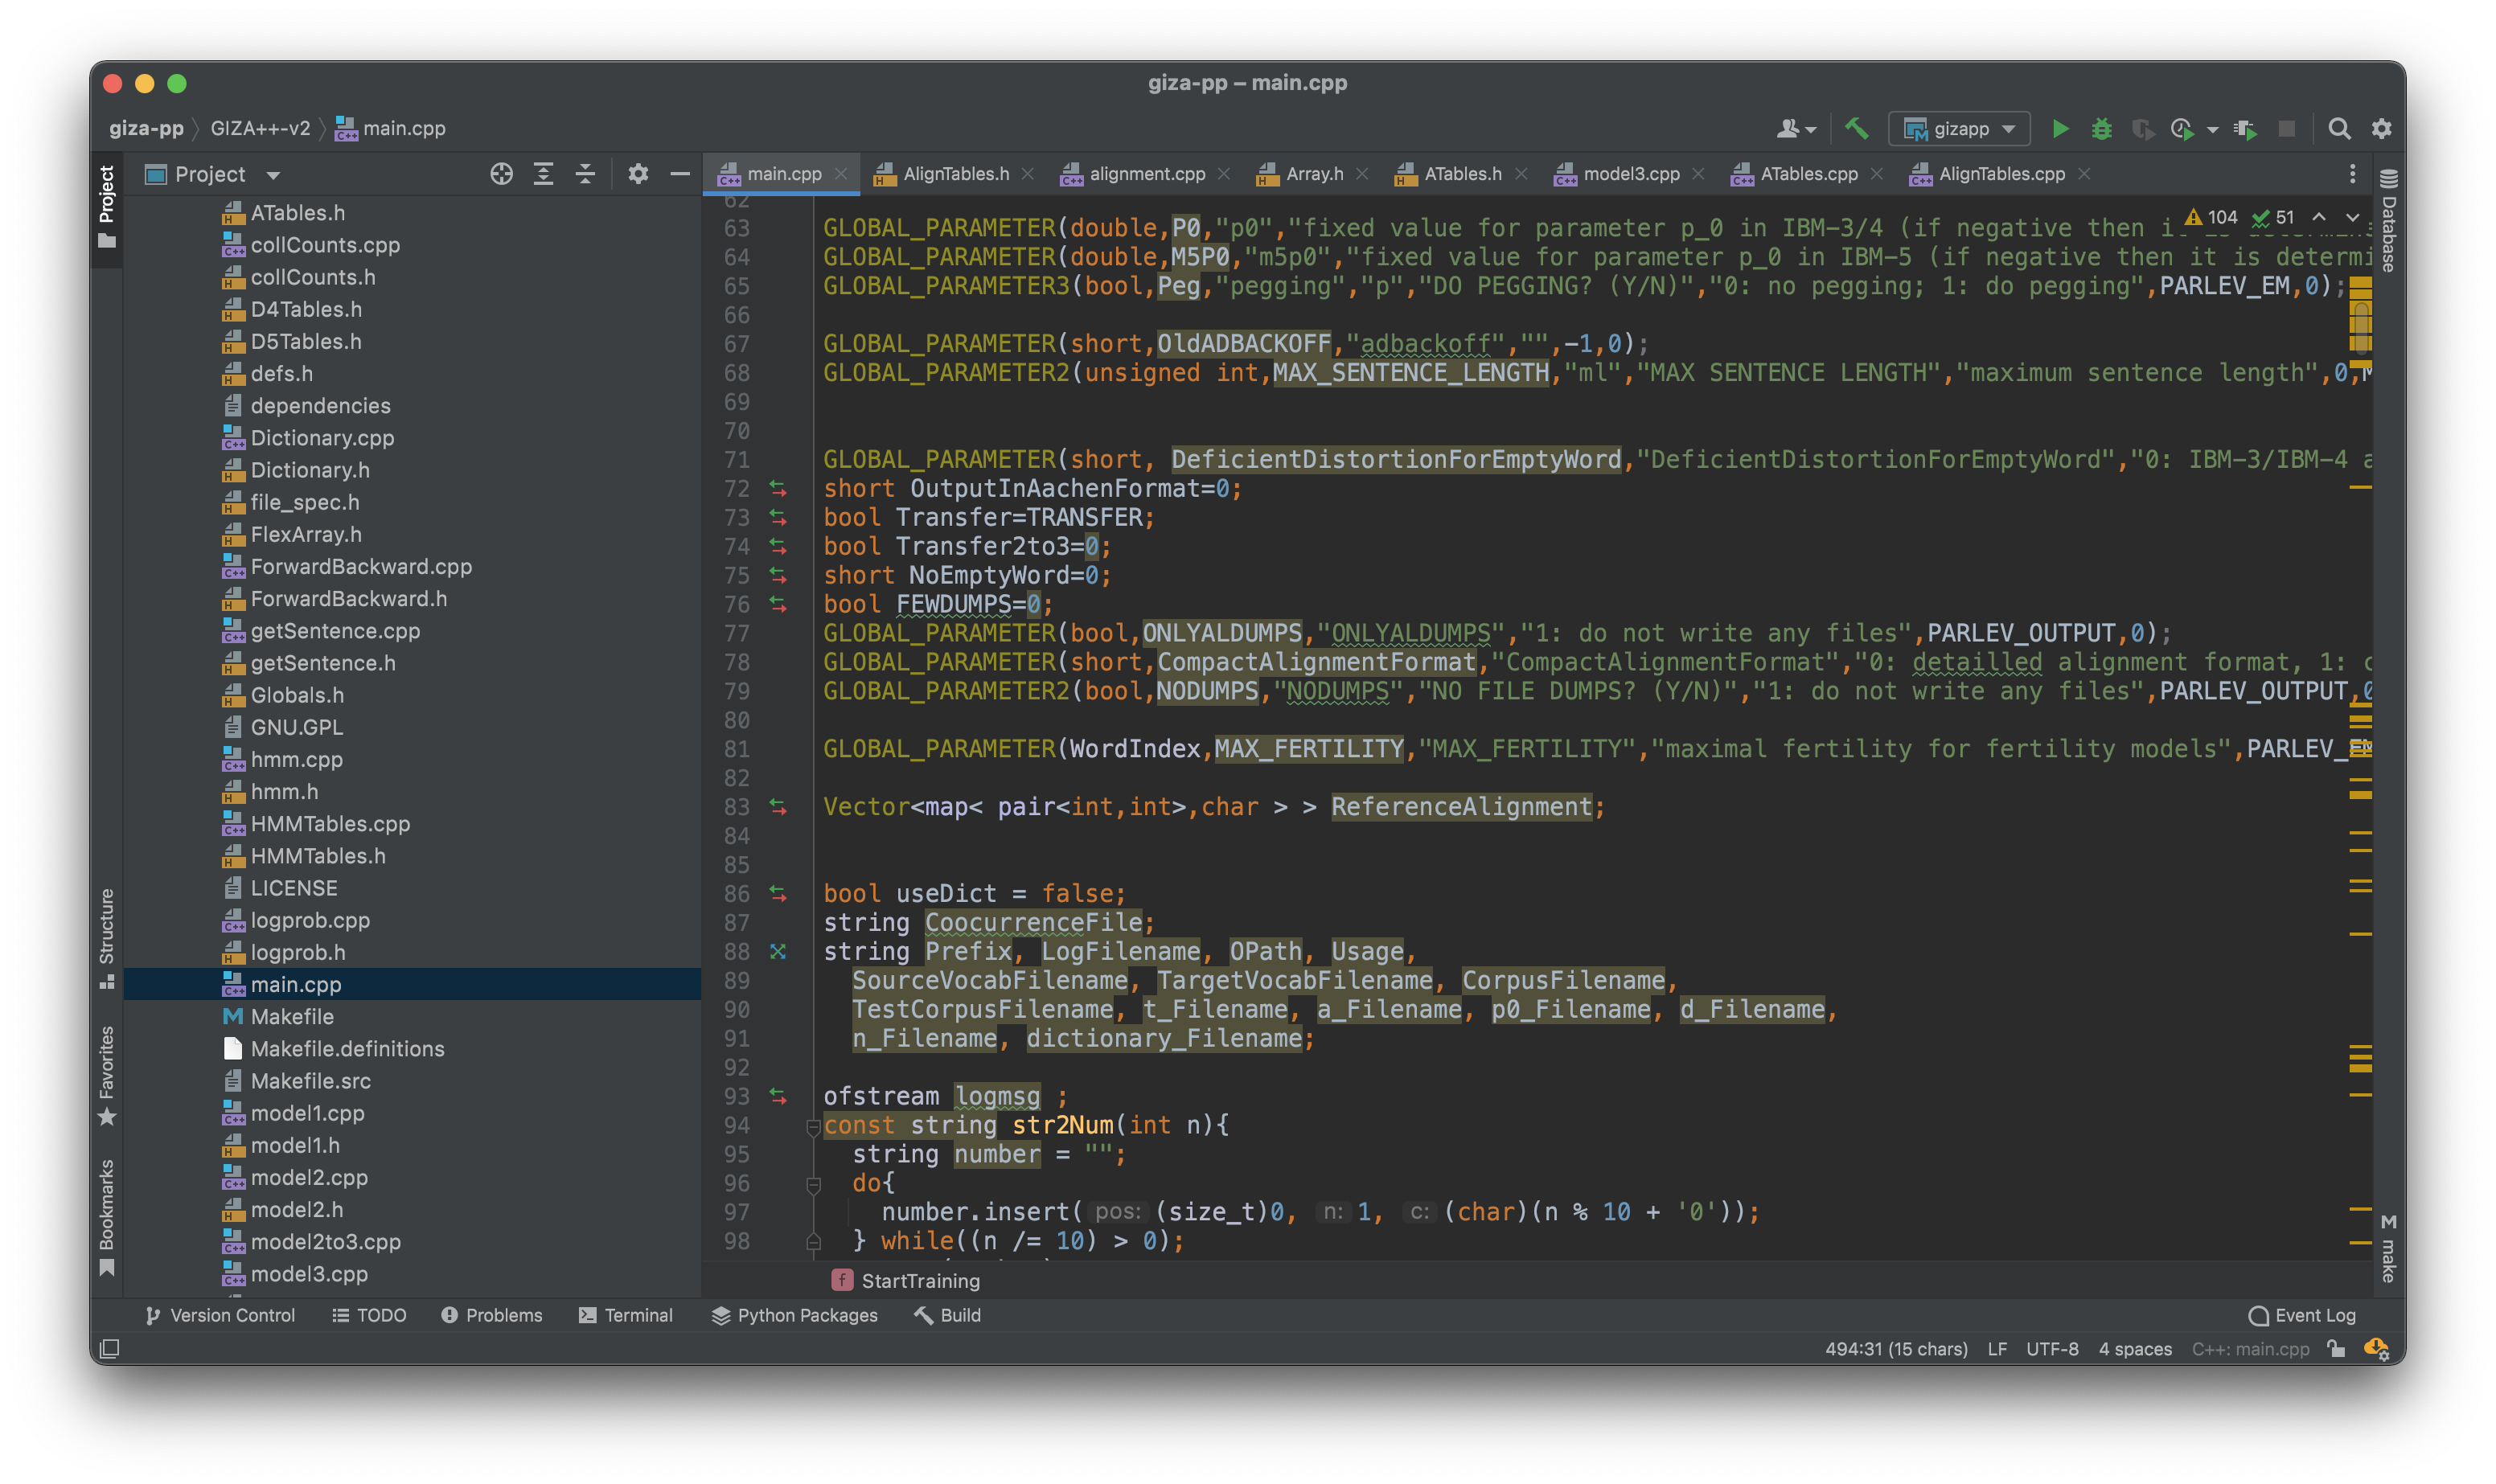 giza-pp – main.cpp
giza-pp GIZA++-v2 main.cpp
gizapp
Project
Project
main.cpp AlignTables.h alignment.cpp Array.h ATables.h model3.cpp ATables.cpp AlignTables.cpp
Database
104 51
ATables.h
collCounts.cpp
collCounts.h
D4Tables.h
D5Tables.h
defs.h
dependencies
Dictionary.cpp
Dictionary.h
file_spec.h
FlexArray.h
ForwardBackward.cpp
ForwardBackward.h
getSentence.cpp
getSentence.h
Globals.h
GNU.GPL
hmm.cpp
hmm.h
HMMTables.cpp
HMMTables.h
LICENSE
logprob.cpp
logprob.h
main.cpp
Makefile
Makefile.definitions
Makefile.src
model1.cpp
model1.h
model2.cpp
model2.h
model2to3.cpp
model3.cpp
Structure
Favorites
Bookmarks
62
63 GLOBAL_PARAMETER(double,P0,"p0","fixed value for parameter p_0 in IBM-3/4 (if negative then
64 GLOBAL_PARAMETER(double,M5P0,"m5p0","fixed value for parameter p_0 in IBM-5 (if negative then it is determi
65 GLOBAL_PARAMETER3(bool,Peg,"pegging","p","DO PEGGING? (Y/N)","0: no pegging; 1: do pegging",PARLEV_EM,0);
66
67 GLOBAL_PARAMETER(short,OldADBACKOFF,"adbackoff","",-1,0);
68 GLOBAL_PARAMETER2(unsigned int,MAX_SENTENCE_LENGTH,"ml","MAX SENTENCE LENGTH","maximum sentence length",0,M
69
70
71 GLOBAL_PARAMETER(short, DeficientDistortionForEmptyWord,"DeficientDistortionForEmptyWord","0: IBM-3/IBM-4 a
72 short OutputInAachenFormat=0;
73 bool Transfer=TRANSFER;
74 bool Transfer2to3=0;
75 short NoEmptyWord=0;
76 bool FEWDUMPS=0;
77 GLOBAL_PARAMETER(bool,ONLYALDUMPS,"ONLYALDUMPS","1: do not write any files",PARLEV_OUTPUT,0);
78 GLOBAL_PARAMETER(short,CompactAlignmentFormat,"CompactAlignmentFormat","0: detailled alignment format, 1: c
79 GLOBAL_PARAMETER2(bool,NODUMPS,"NODUMPS","NO FILE DUMPS? (Y/N)","1: do not write any files",PARLEV_OUTPUT,0
80
81 GLOBAL_PARAMETER(WordIndex,MAX_FERTILITY,"MAX_FERTILITY","maximal fertility for fertility models",PARLEV_EM
82
83 Vector<map< pair<int,int>,char > > ReferenceAlignment;
84
85
86 bool useDict = false;
87 string CoocurrenceFile;
88 string Prefix, LogFilename, OPath, Usage,
89 SourceVocabFilename, TargetVocabFilename, CorpusFilename,
90 TestCorpusFilename, t_Filename, a_Filename, p0_Filename, d_Filename,
91 n_Filename, dictionary_Filename;
92
93 ofstream logmsg ;
94 const string str2Num(int n){
95 string number = "";
96 do{
97 number.insert( pos: (size_t)0, n: 1, c: (char)(n % 10 + '0'));
98 } while((n /= 10) > 0);
f StartTraining
make
Version Control TODO Problems Terminal Python Packages Build Event Log
494:31 (15 chars) LF UTF-8 4 spaces C++: main.cpp